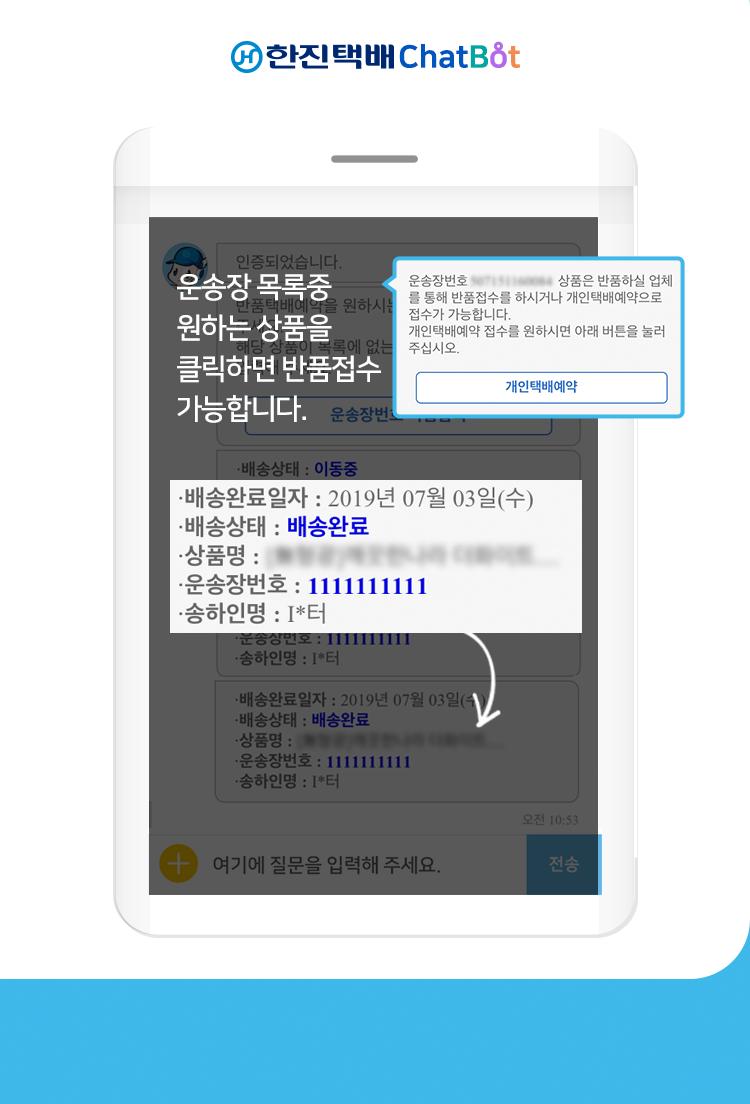 한진택배 ChatBot
인증되었습니다.
운송장 목록중
원하는 상품을
클릭하면 반품접수
가능합니다.
운송장번호 상품은 반품하실 업체
를 통해 반품접수를 하시거나 개인택배예약으로
접수가 가능합니다.
개인택배예약 접수를 원하시면 아래 버튼을 눌러
주십시오.
개인택배예약
반품택배예약을 원하시는
해당 상품이 목록에 없는
운송장번호
·배송상태 : 이동중
·배송완료일자 : 2019년 07월 03일(수)
·배송상태 : 배송완료
·상품명 :
·운송장번호 : 1111111111
·송하인명 : I*터
·운송장번호 : 1111111111
·송하인명 : I*터
·배송완료일자 : 2019년 07월 03일(수)
·배송상태 : 배송완료
·상품명 :
·운송장번호 : 1111111111
·송하인명 : I*터
오전 10:53
여기에 질문을 입력해 주세요.
전송